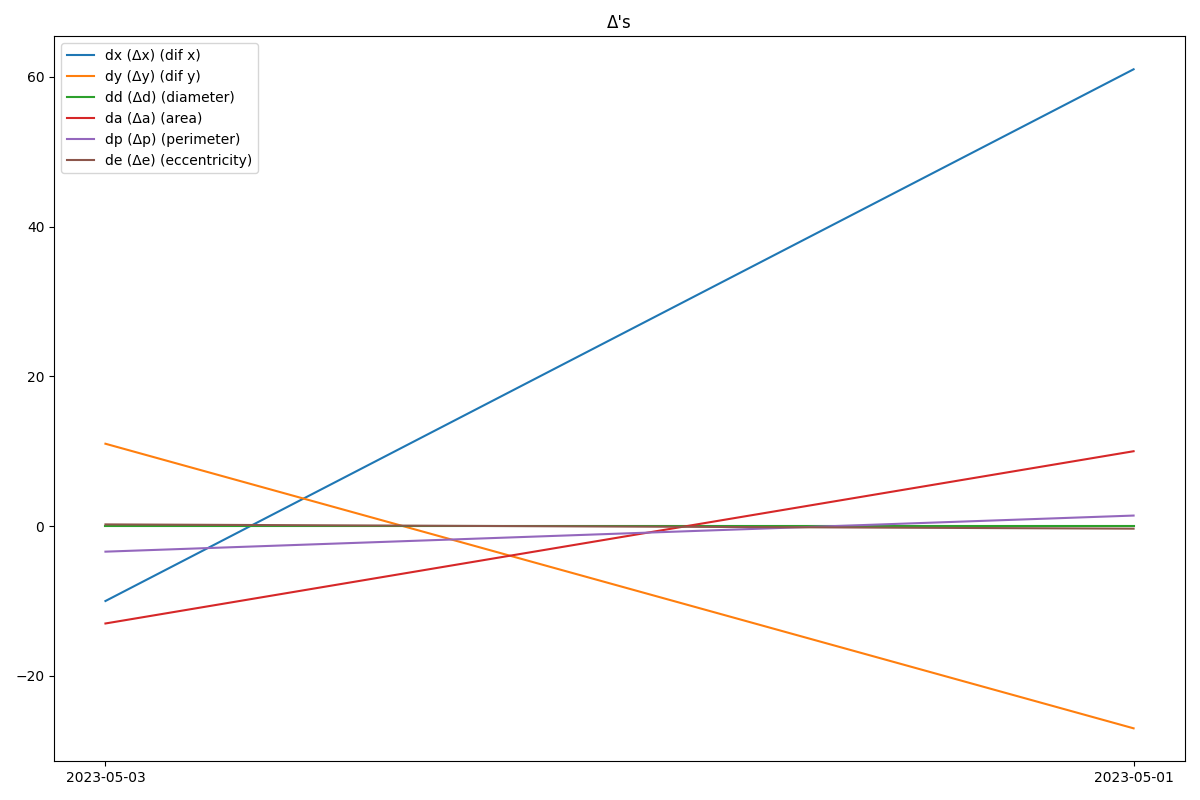 Δ's
dx (Δx) (dif x)
dy (Δy) (dif y)
dd (Δd) (diameter)
da (Δa) (area)
dp (Δp) (perimeter)
de (Δe) (eccentricity)
60
40
20
0
−20
2023-05-03
2023-05-01